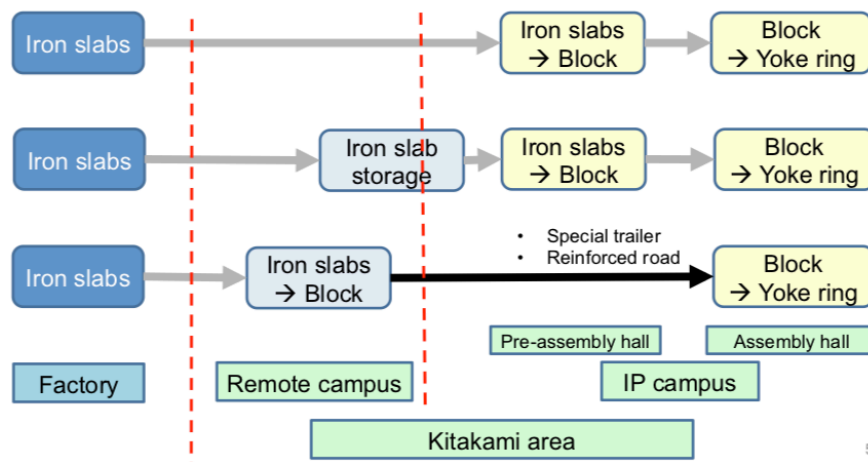 Iron slabs
Iron slabs
→ Block
Block
→ Yoke ring
Iron slabs
Iron slab
storage
Iron slabs
→ Block
Block
→ Yoke ring
• Special trailer
• Reinforced road
Iron slabs
Iron slabs
→ Block
Block
→ Yoke ring
Pre-assembly hall
Assembly hall
Factory
Remote campus
IP campus
Kitakami area